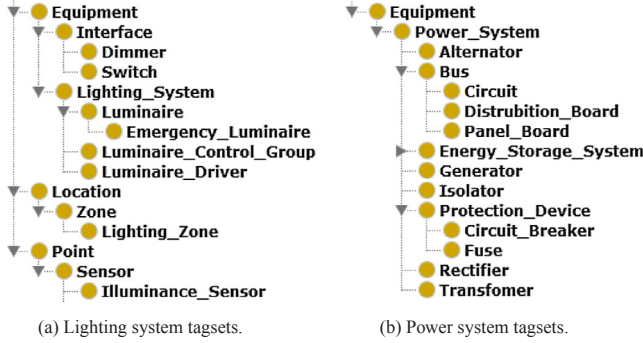 Equipment
Interface
Dimmer
Switch
Lighting_System
Luminaire
Emergency_Luminaire
Luminaire_Control_Group
Luminaire_Driver
Location
Zone
Lighting_Zone
Point
Sensor
Illuminance_Sensor
(a) Lighting system tagsets.
Equipment
Power_System
Alternator
Bus
Circuit
Distrubition_Board
Panel_Board
Energy_Storage_System
Generator
Isolator
Protection_Device
Circuit_Breaker
Fuse
Rectifier
Transfomer
(b) Power system tagsets.